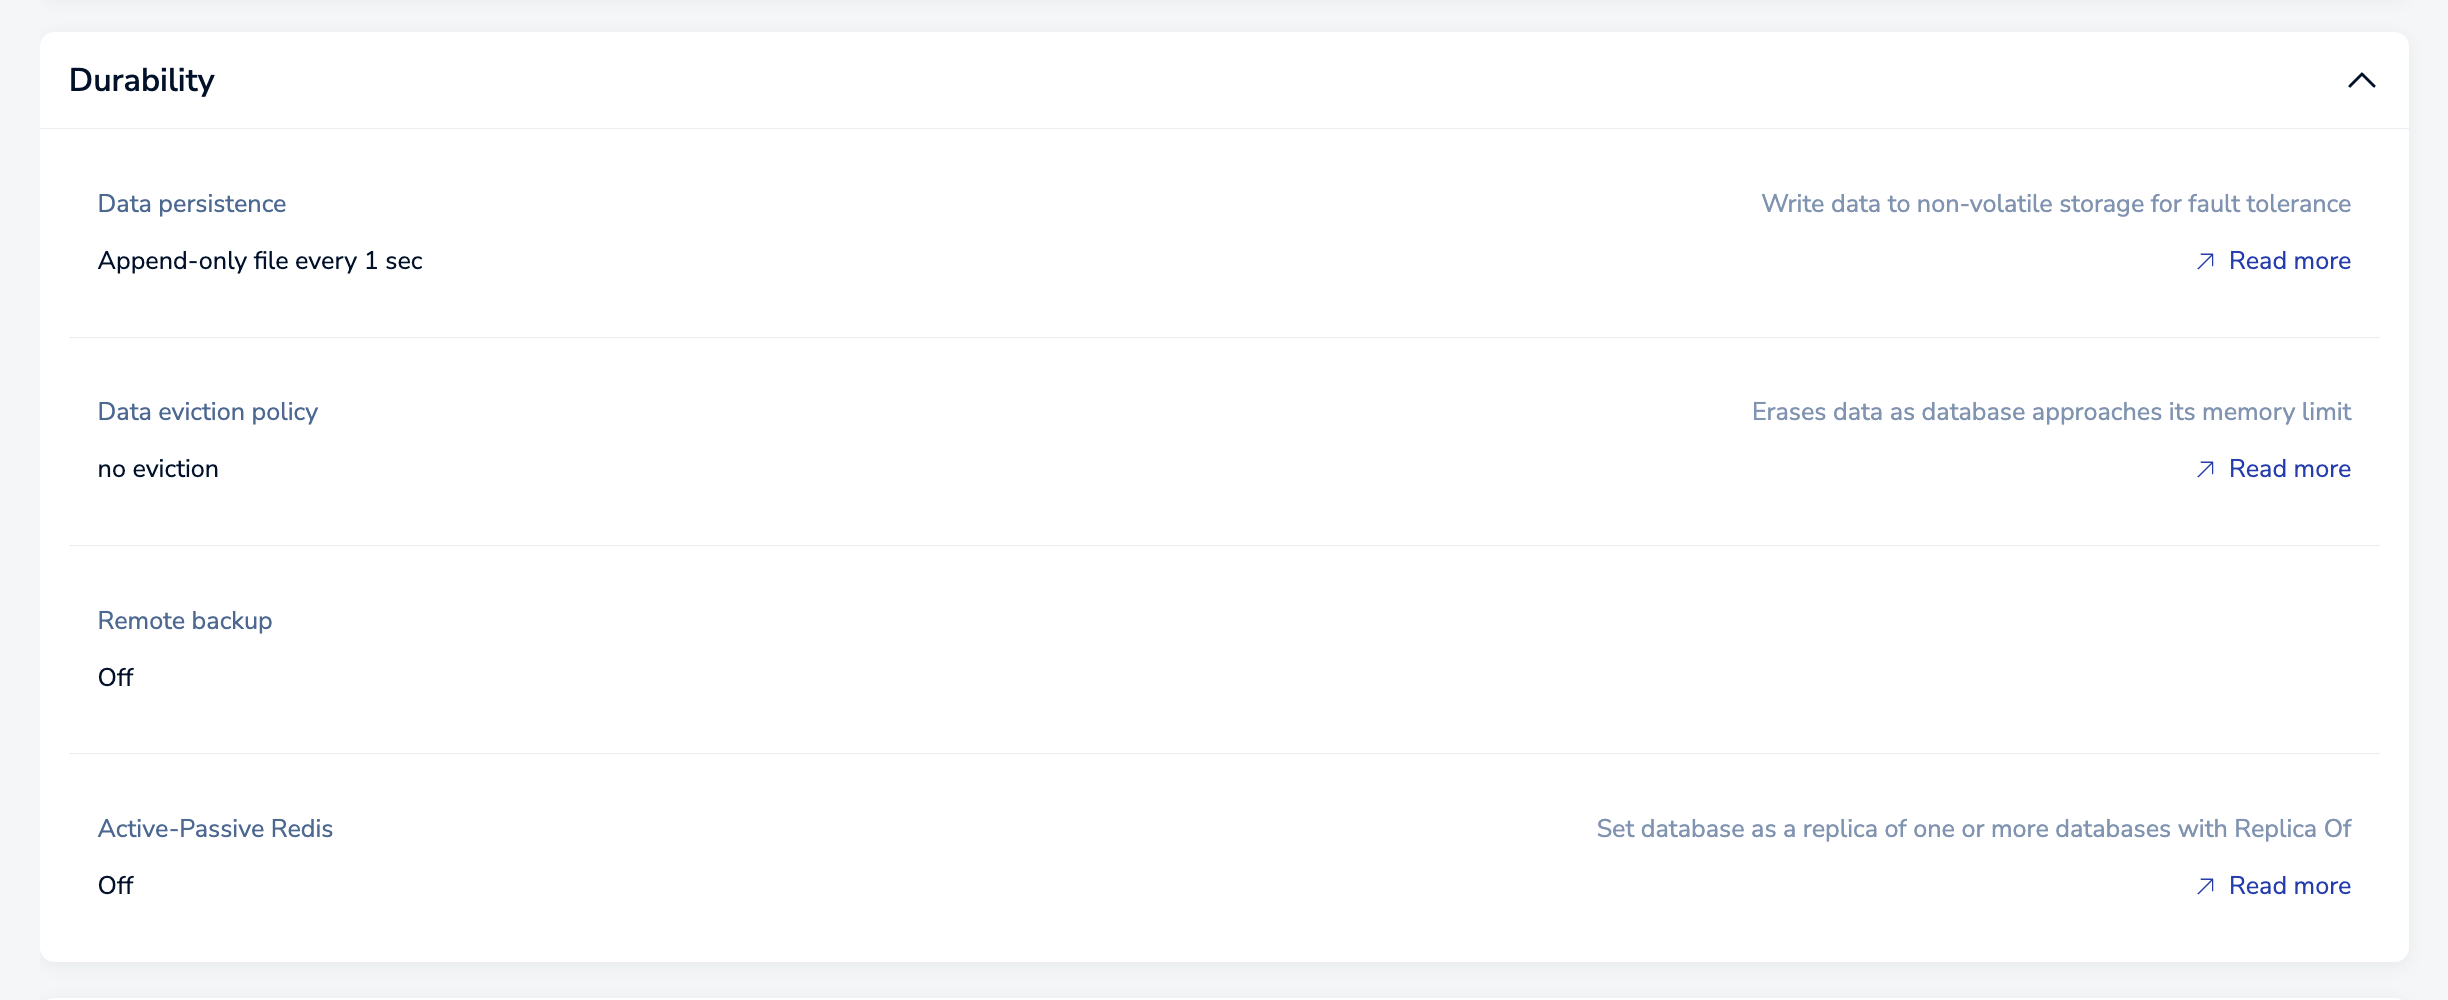 Durability
Data persistence
Write data to non-volatile storage for fault tolerance
Append-only file every 1 sec
Read more
Data eviction policy
Erases data as database approaches its memory limit
no eviction
Read more
Remote backup
Off
Active-Passive Redis
Set database as a replica of one or more databases with Replica Of
Off
Read more